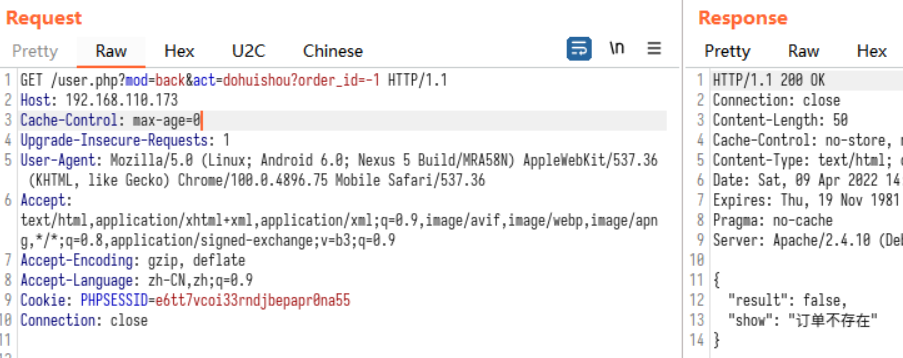 Request
Pretty Raw Hex U2C Chinese \n
1 GET /user.php?mod=back&act=dohuishou?order_id=-1 HTTP/1.1
2 Host: 192.168.110.173
3 Cache-Control: max-age=0
4 Upgrade-Insecure-Requests: 1
5 User-Agent: Mozilla/5.0 (Linux; Android 6.0; Nexus 5 Build/MRA58N) AppleWebKit/537.36
(KHTML, like Gecko) Chrome/100.0.4896.75 Mobile Safari/537.36
6 Accept:
text/html,application/xhtml+xml,application/xml;q=0.9,image/avif,image/webp,image/apn
g,*/*;q=0.8,application/signed-exchange;v=b3;q=0.9
7 Accept-Encoding: gzip, deflate
8 Accept-Language: zh-CN,zh;q=0.9
9 Cookie: PHPSESSID=e6tt7vcoi33rndjbepapr0na55
10 Connection: close
11
Response
Pretty Raw Hex
1 HTTP/1.1 200 OK
2 Connection: close
3 Content-Length: 50
4 Cache-Control: no-store,
5 Content-Type: text/html;
6 Date: Sat, 09 Apr 2022 14
7 Expires: Thu, 19 Nov 1981
8 Pragma: no-cache
9 Server: Apache/2.4.10 (Deb
10
11 {
12 "result": false,
13 "show": "订单不存在"
14 }